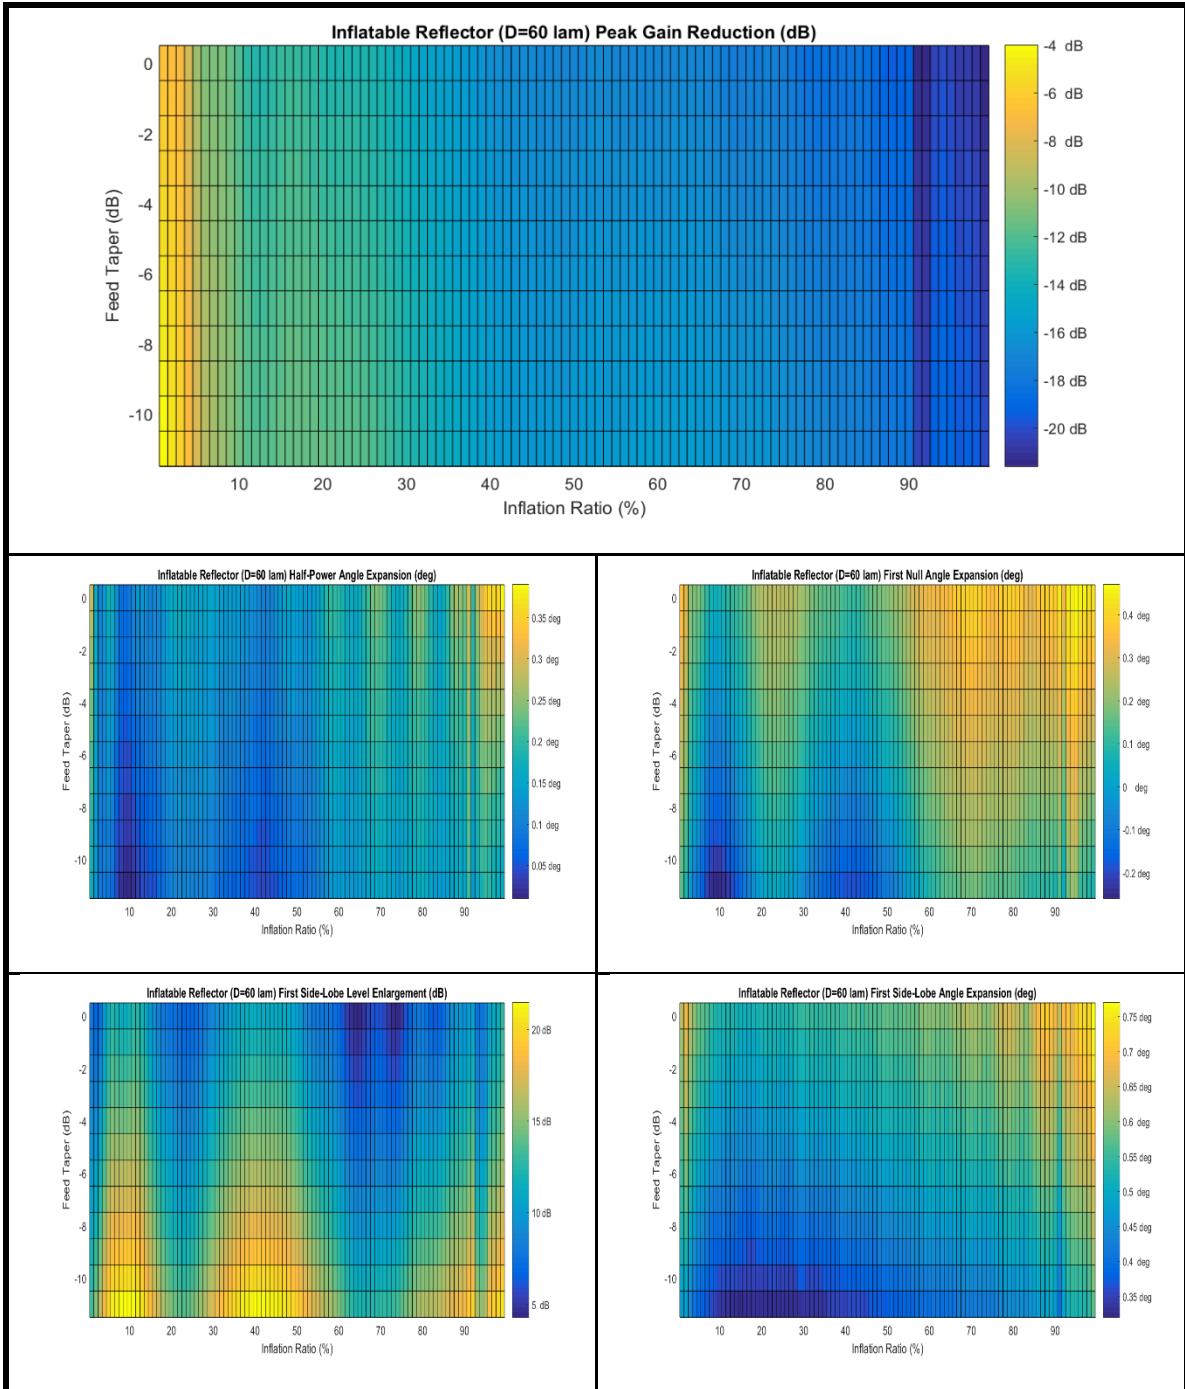 Inflatable Reflector (D=60 lam) Peak Gain Reduction (dB)
Feed Taper (dB)
0
-2
-4
-6
-8
-10
10 20 30 40 50 60 70 80 90
Inflation Ratio (%)
-4 dB
-6 dB
-8 dB
-10 dB
-12 dB
-14 dB
-16 dB
-18 dB
-20 dB
Inflatable Reflector (D=60 lam) Half-Power Angle Expansion (deg)
Feed Taper (dB)
0
-2
-4
-6
-8
-10
10 20 30 40 50 60 70 80 90
Inflation Ratio (%)
0.35 deg
0.3 deg
0.25 deg
0.2 deg
0.15 deg
0.1 deg
0.05 deg
Inflatable Reflector (D=60 lam) First Null Angle Expansion (deg)
Feed Taper (dB)
0
-2
-4
-6
-8
-10
10 20 30 40 50 60 70 80 90
Inflation Ratio (%)
0.4 deg
0.3 deg
0.2 deg
0.1 deg
0 deg
-0.1 deg
-0.2 deg
Inflatable Reflector (D=60 lam) First Side-Lobe Level Enlargement (dB)
Feed Taper (dB)
0
-2
-4
-6
-8
-10
10 20 30 40 50 60 70 80 90
Inflation Ratio (%)
20 dB
15 dB
10 dB
5 dB
Inflatable Reflector (D=60 lam) First Side-Lobe Angle Expansion (deg)
Feed Taper (dB)
0
-2
-4
-6
-8
-10
10 20 30 40 50 60 70 80 90
Inflation Ratio (%)
0.75 deg
0.7 deg
0.65 deg
0.6 deg
0.55 deg
0.5 deg
0.45 deg
0.4 deg
0.35 deg